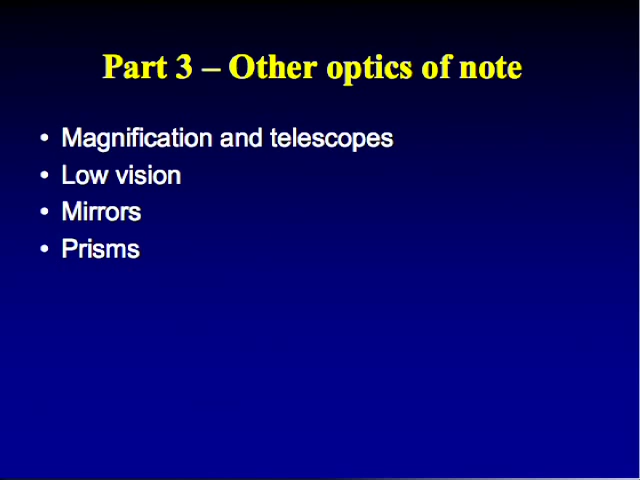 Part 3 – Other optics of note
• Magnification and telescopes
• Low vision
• Mirrors
• Prisms